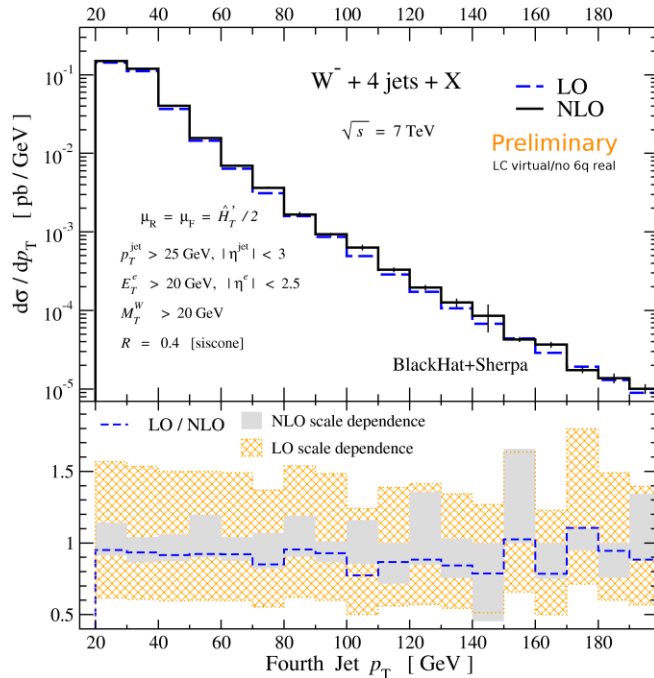 20 40 60 80 100 120 140 160 180
W⁻ + 4 jets + X
√s = 7 TeV
LO
NLO
Preliminary
LC virtual/no 6q real
10⁻¹
10⁻²
10⁻³
10⁻⁴
10⁻⁵
dσ / dp_T [ pb / GeV ]
μ_R = μ_F = Ĥ_T' / 2
p_T^jet > 25 GeV, | η^jet | < 3
E_T^e > 20 GeV, | η^e | < 2.5
M_T^W > 20 GeV
R = 0.4 [siscone]
BlackHat+Sherpa
LO / NLO
NLO scale dependence
LO scale dependence
1.5
1
0.5
20 40 60 80 100 120 140 160 180
Fourth Jet p_T [ GeV ]